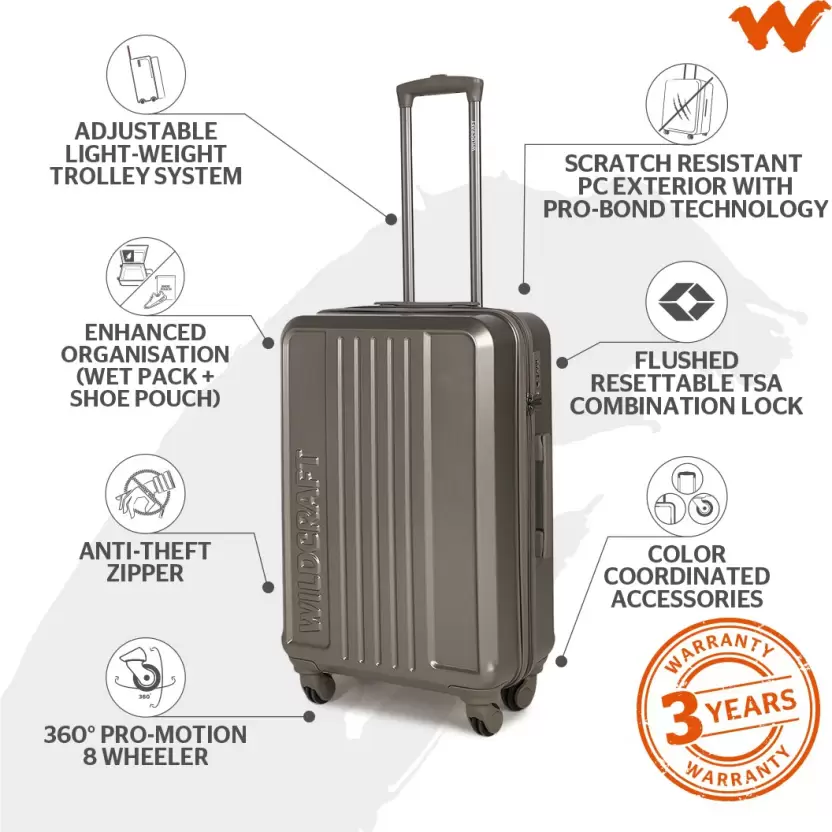 ADJUSTABLE
LIGHT-WEIGHT
TROLLEY SYSTEM
SCRATCH RESISTANT
PC EXTERIOR WITH
PRO-BOND TECHNOLOGY
ENHANCED
ORGANISATION
(WET PACK +
SHOE POUCH)
FLUSHED
RESETTABLE TSA
COMBINATION LOCK
ANTI-THEFT
ZIPPER
COLOR
COORDINATED
ACCESSORIES
360°
360° PRO-MOTION
8 WHEELER
WILDCRAFT
WILDCRAFT
WARRANTY
3 YEARS
WARRANTY